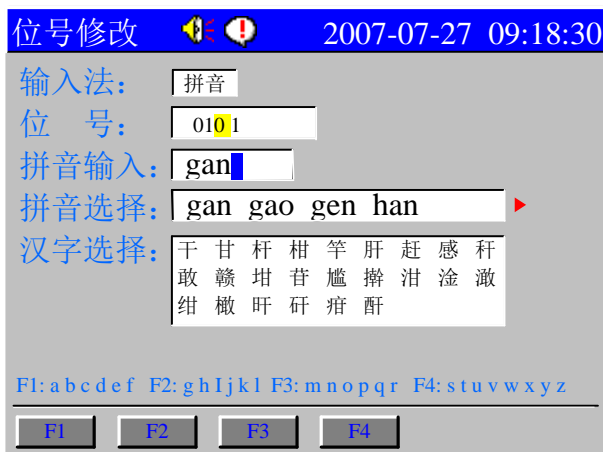 位号修改 2007-07-27 09:18:30
输入法: 拼音
位 号: 0101
拼音输入: gan
拼音选择: gan gao gen han
汉字选择: 干 甘 杆 柑 竿 肝 赶 感 秆
敢 赣 坩 苷 尴 擀 泔 淦 澉
绀 橄 旰 矸 疳 酐
F1: a b c d e f F2: g h I j k l F3: m n o p q r F4: s t u v w x y z
F1 F2 F3 F4